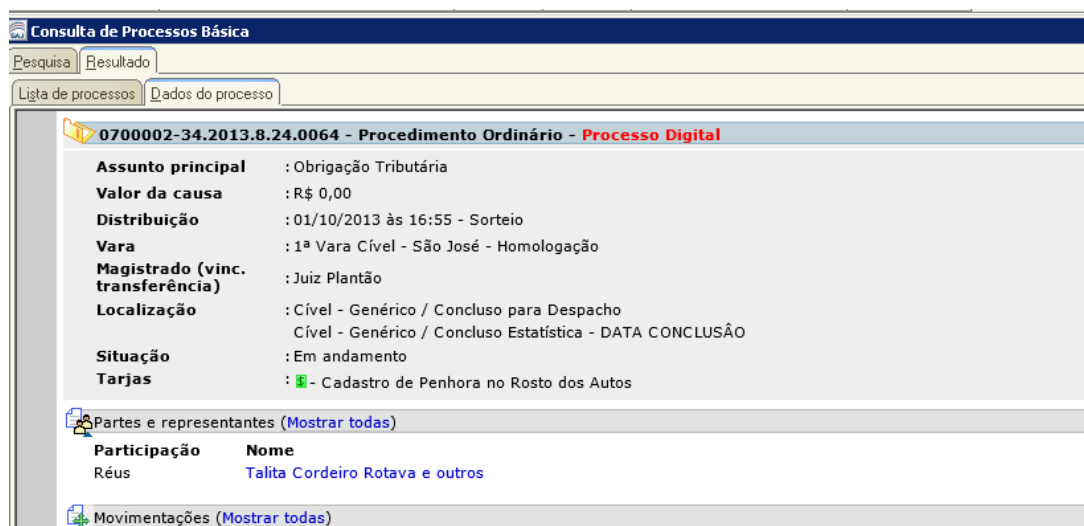 Consulta de Processos Básica
Pesquisa Resultado
Lista de processos Dados do processo
0700002-34.2013.8.24.0064 - Procedimento Ordinário - Processo Digital
Assunto principal : Obrigação Tributária
Valor da causa : R$ 0,00
Distribuição : 01/10/2013 às 16:55 - Sorteio
Vara : 1ª Vara Cível - São José - Homologação
Magistrado (vinc.
transferência) : Juiz Plantão
Localização : Cível - Genérico / Concluso para Despacho
Cível - Genérico / Concluso Estatística - DATA CONCLUSÂO
Situação : Em andamento
Tarjas : $ - Cadastro de Penhora no Rosto dos Autos
Partes e representantes (Mostrar todas)
Participação Nome
Réus Talita Cordeiro Rotava e outros
Movimentações (Mostrar todas)